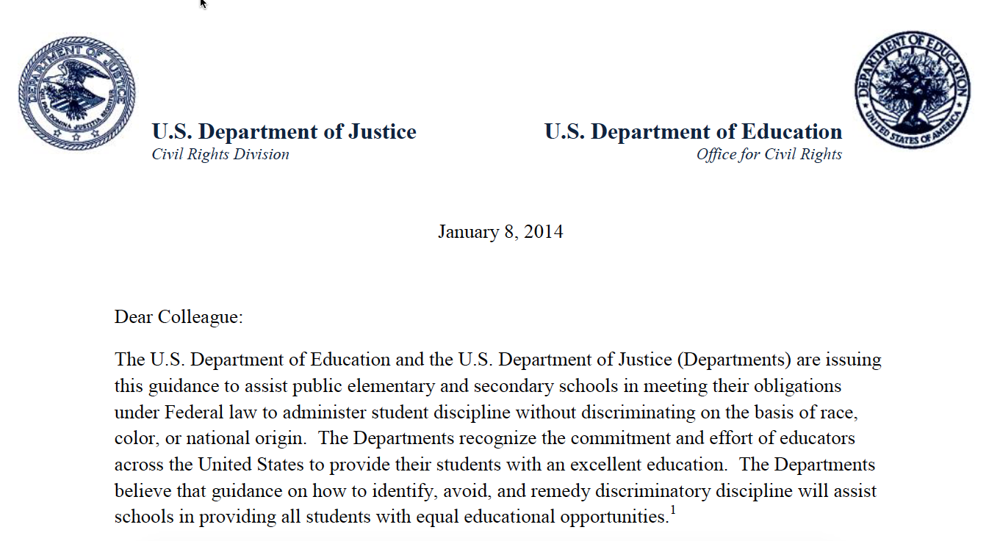 DEPARTMENT OF JUSTICE
QUI PRO DOMINA JUSTITIA SEQUITUR
DEPARTMENT OF EDUCATION
UNITED STATES OF AMERICA
U.S. Department of Justice
Civil Rights Division
U.S. Department of Education
Office for Civil Rights
January 8, 2014
Dear Colleague:
The U.S. Department of Education and the U.S. Department of Justice (Departments) are issuing
this guidance to assist public elementary and secondary schools in meeting their obligations
under Federal law to administer student discipline without discriminating on the basis of race,
color, or national origin.  The Departments recognize the commitment and effort of educators
across the United States to provide their students with an excellent education.  The Departments
believe that guidance on how to identify, avoid, and remedy discriminatory discipline will assist
schools in providing all students with equal educational opportunities.1